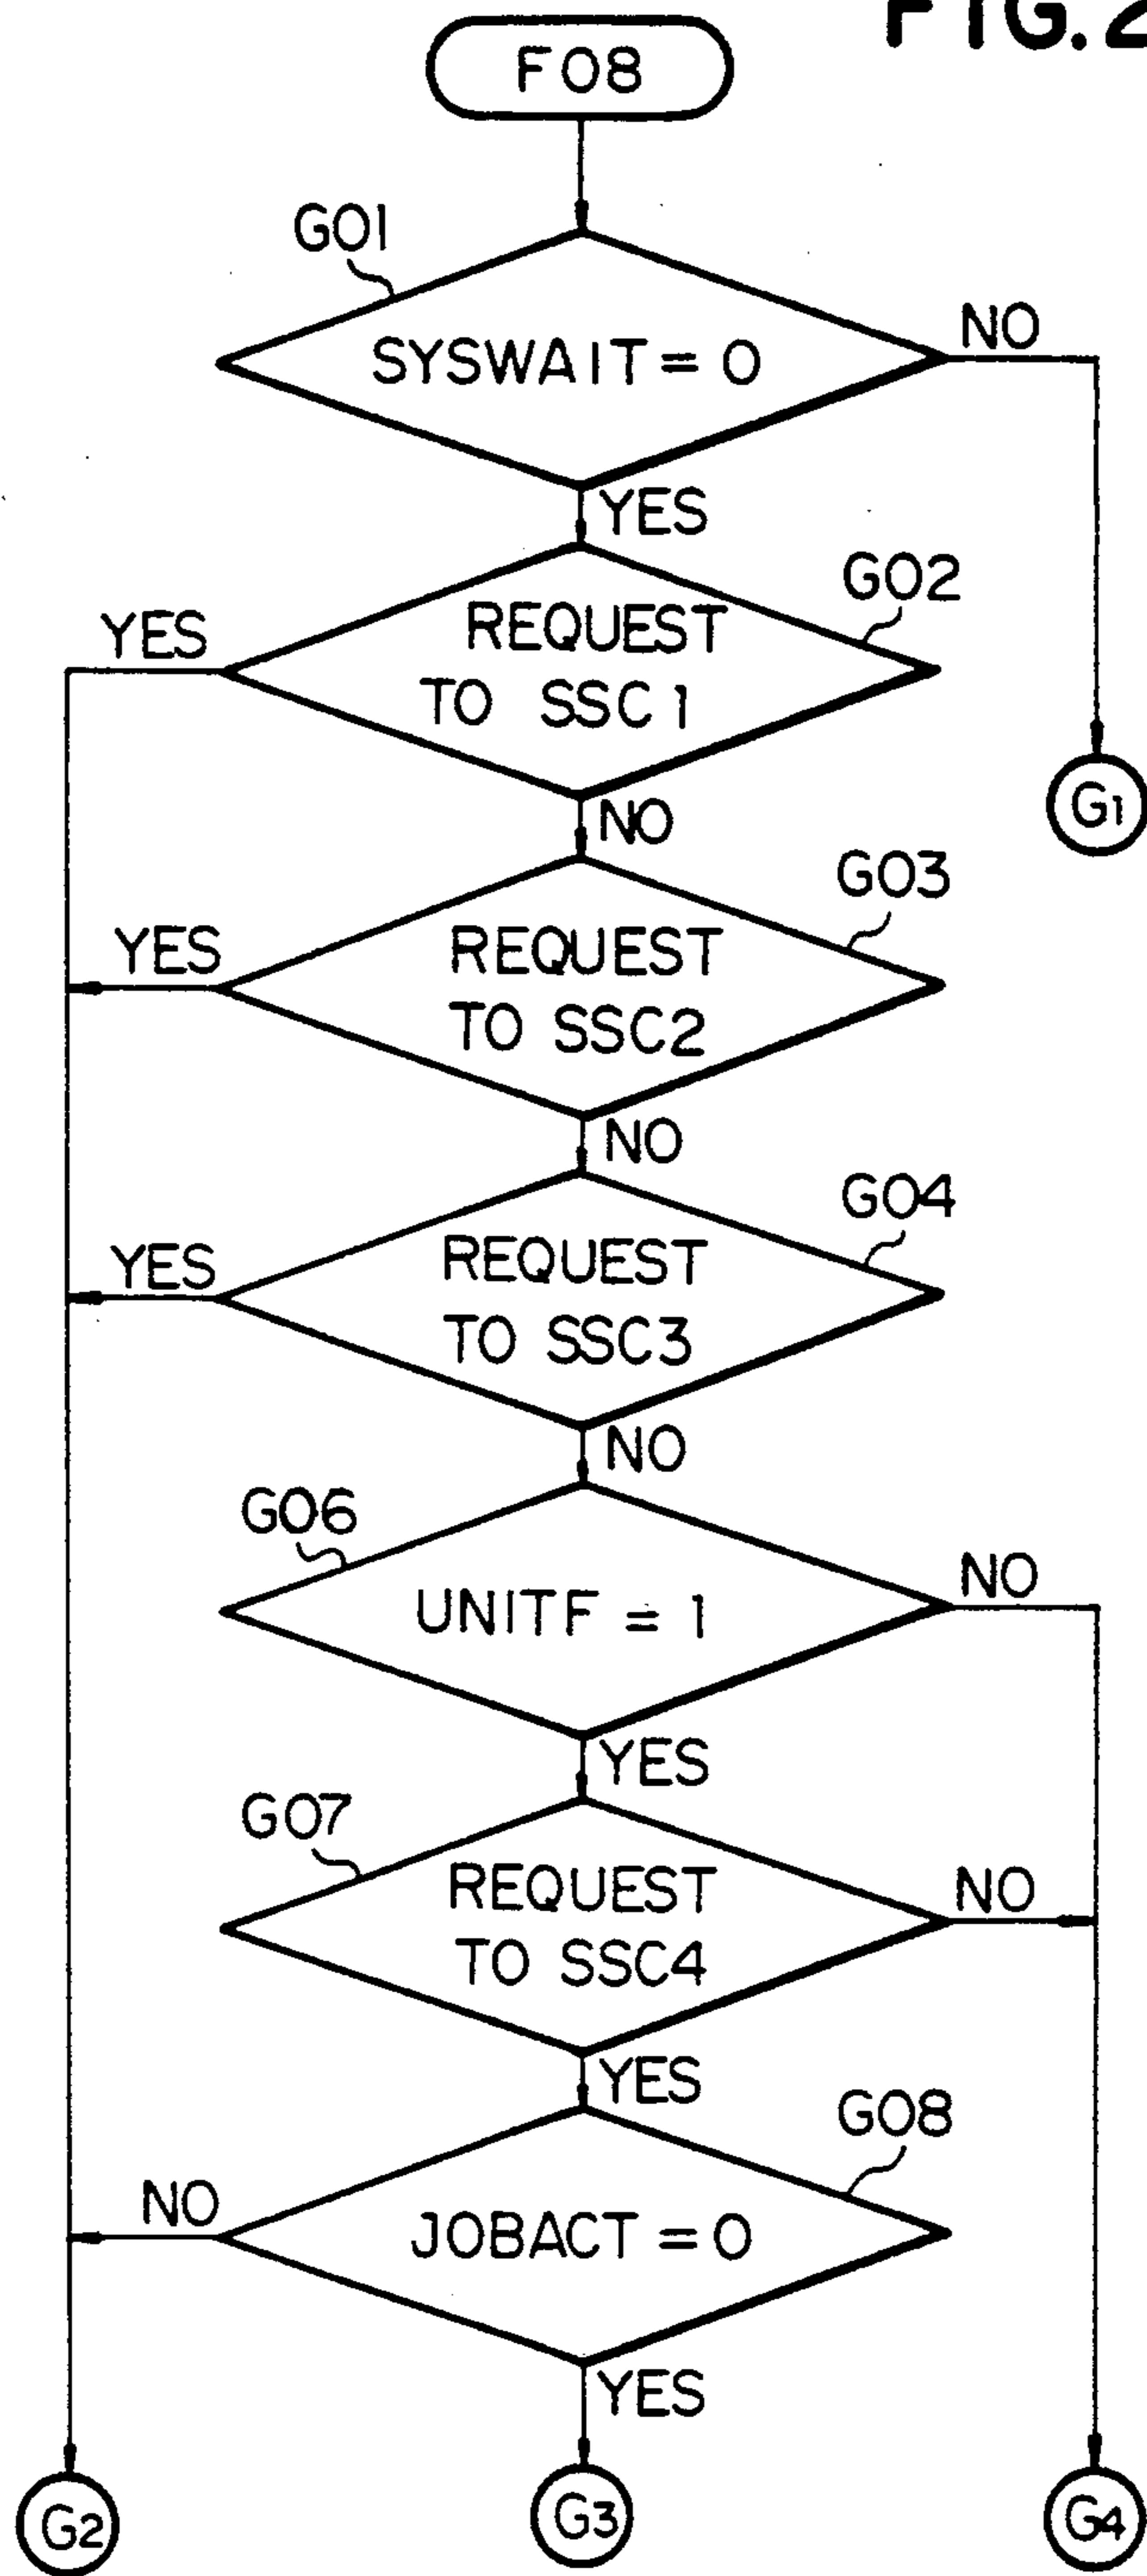 FIG. 2
F08
G01
SYSWAIT = 0
NO
YES
G02
YES
REQUEST
TO SSC1
G1
NO
G03
YES
REQUEST
TO SSC2
NO
G04
YES
REQUEST
TO SSC3
NO
G06
NO
UNITF = 1
YES
G07
REQUEST
TO SSC4
NO
YES
G08
NO
JOBACT = 0
YES
G2
G3
G4